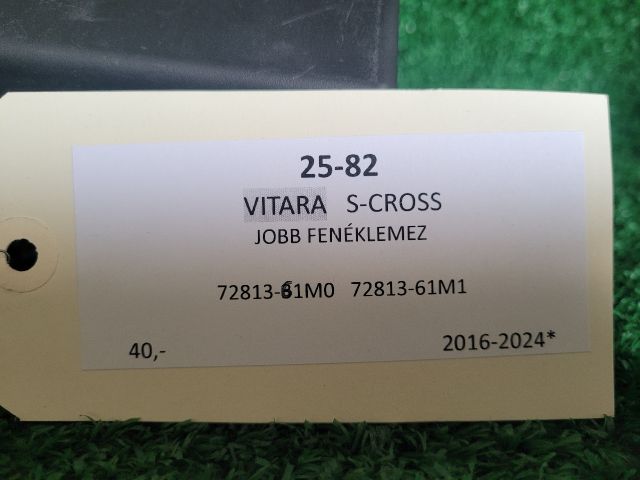 25-82
VITARA S-CROSS
JOBB FENÉKLEMEZ
72813-61M0 72813-61M1
40,- 2016-2024*